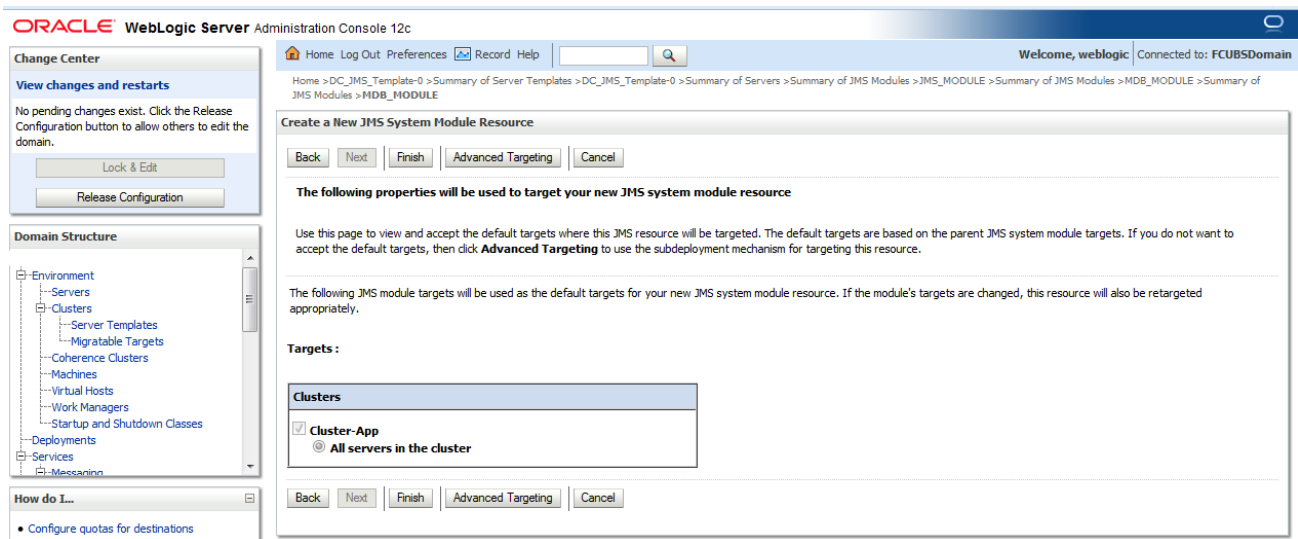 ORACLE WebLogic Server Administration Console 12c
Change Center
View changes and restarts
No pending changes exist. Click the Release
Configuration button to allow others to edit the
domain.
Lock & Edit
Release Configuration
Domain Structure
Environment
Servers
Clusters
Server Templates
Migratable Targets
Coherence Clusters
Machines
Virtual Hosts
Work Managers
Startup and Shutdown Classes
Deployments
Services
Messaging
How do I...
Configure quotas for destinations
Home Log Out Preferences Record Help
Welcome, weblogic Connected to: FCUBSDomain
Home >DC_JMS_Template-0 >Summary of Server Templates >DC_JMS_Template-0 >Summary of Servers >Summary of JMS Modules >JMS_MODULE >Summary of JMS Modules >MDB_MODULE >Summary of
JMS Modules >MDB_MODULE
Create a New JMS System Module Resource
Back Next Finish Advanced Targeting Cancel
The following properties will be used to target your new JMS system module resource
Use this page to view and accept the default targets where this JMS resource will be targeted. The default targets are based on the parent JMS system module targets. If you do not want to
accept the default targets, then click Advanced Targeting to use the subdeployment mechanism for targeting this resource.
The following JMS module targets will be used as the default targets for your new JMS system module resource. If the module's targets are changed, this resource will also be retargeted
appropriately.
Targets :
Clusters
Cluster-App
All servers in the cluster
Back Next Finish Advanced Targeting Cancel